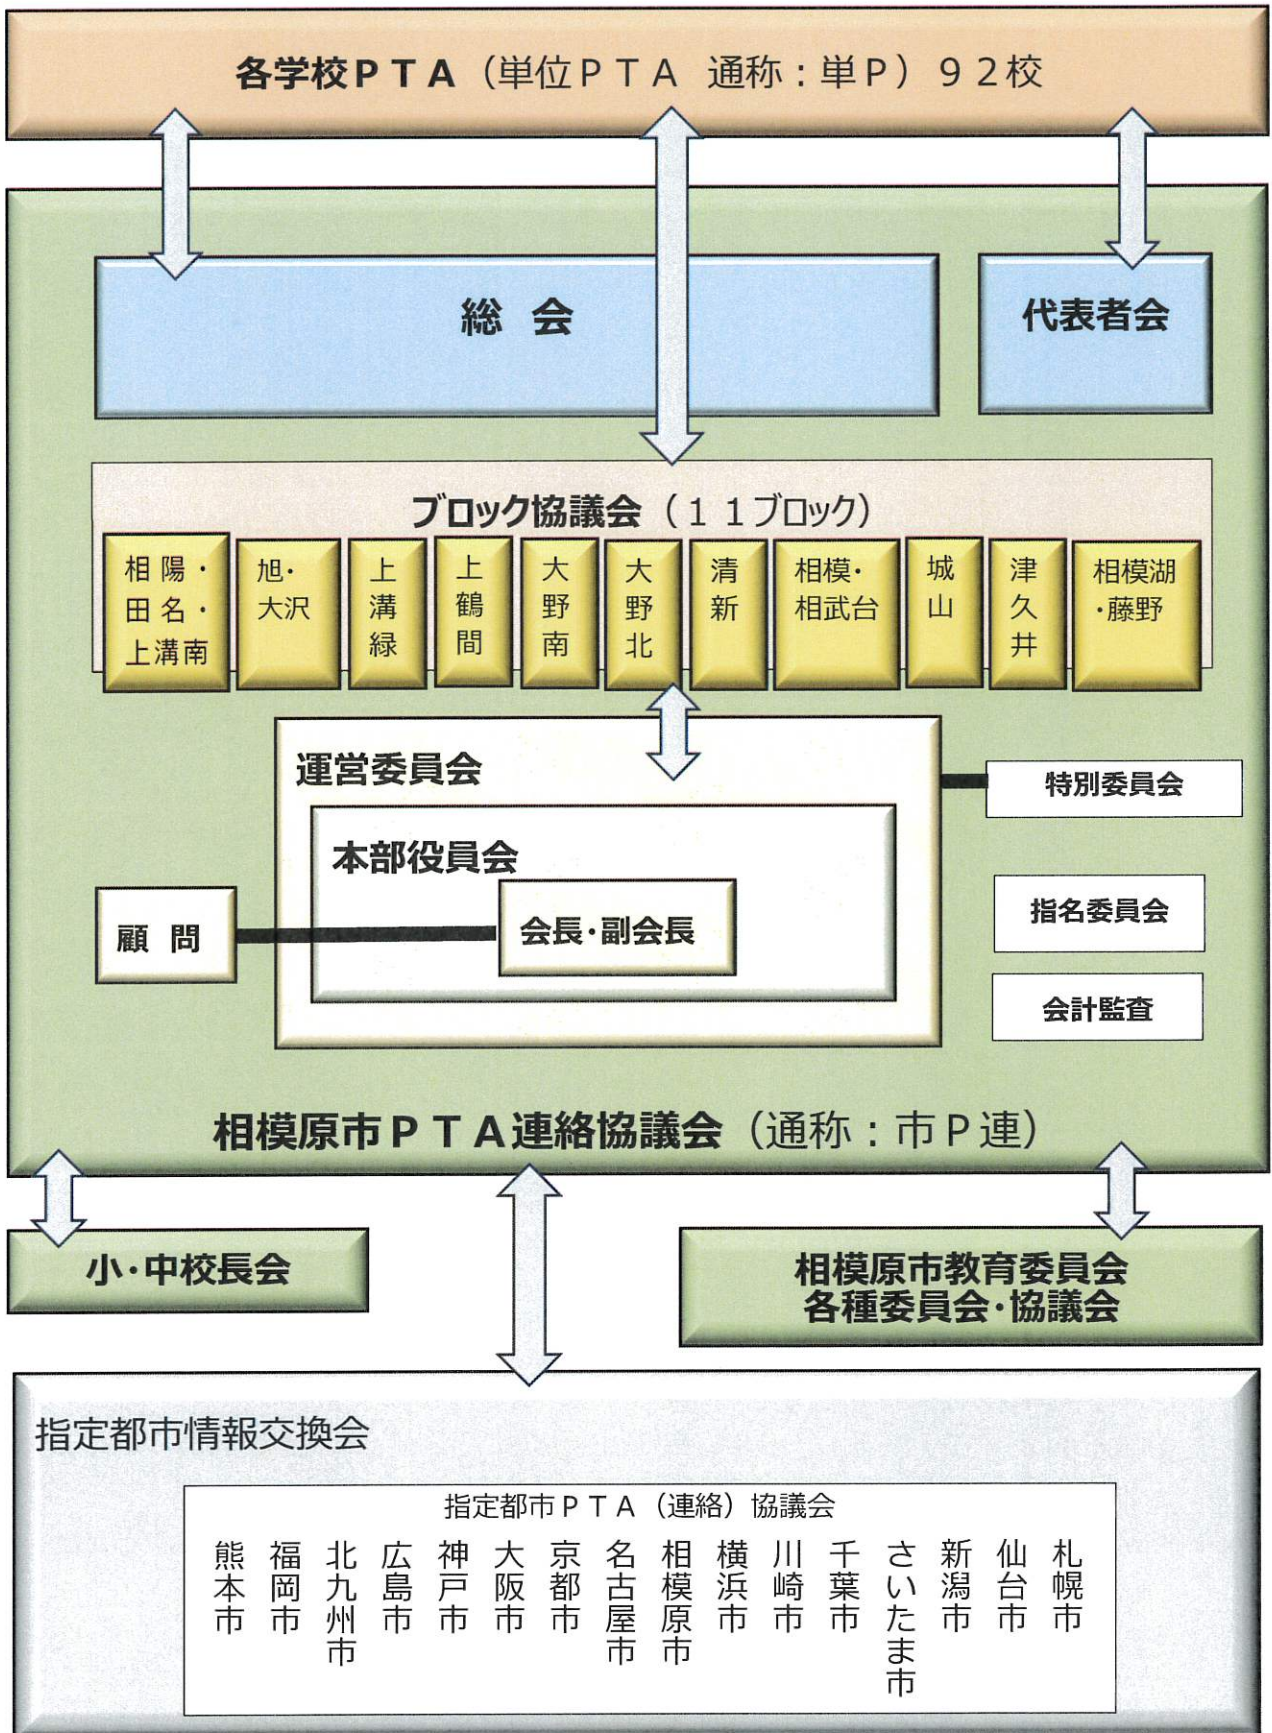 各学校PTA（単位PTA 通称：単P）92校
総 会
代表者会
ブロック協議会（11ブロック）
相陽・
田名・
上溝南
旭・
大沢
上溝緑
上鶴間
大野南
大野北
清新
相模・
相武台
城山
津久井
相模湖
・藤野
運営委員会
特別委員会
本部役員会
指名委員会
顧 問
会長・副会長
会計監査
相模原市PTA連絡協議会（通称：市P連）
小・中校長会
相模原市教育委員会
各種委員会・協議会
指定都市情報交換会
指定都市PTA（連絡）協議会
熊本市
福岡市
北九州市
広島市
神戸市
大阪市
京都市
名古屋市
相模原市
横浜市
川崎市
千葉市
さいたま市
新潟市
仙台市
札幌市